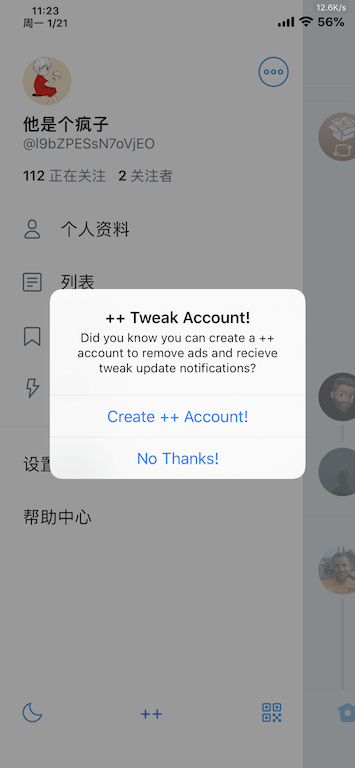 12.6K/s
11:23
周一 1/21
56%
他是个疯子
@l9bZPESsN7oVjEO
112 正在关注 2 关注者
个人资料
列表
++ Tweak Account!
Did you know you can create a ++
account to remove ads and recieve
tweak update notifications?
Create ++ Account!
No Thanks!
设置
帮助中心
++